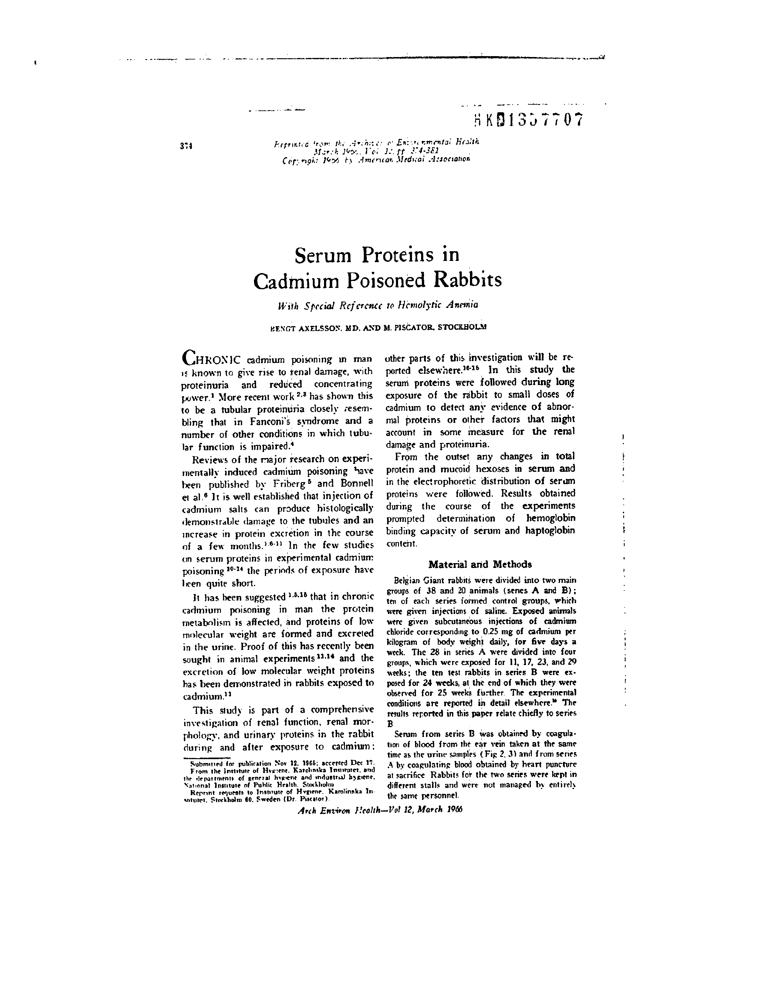 HK01357707
374
Reprinted from the Archives of Environmental Health
March 1966, Vol. 12, pp. 374-381
Copyright 1966 by American Medical Association
Serum Proteins in
Cadmium Poisoned Rabbits
With Special Reference to Hemolytic Anemia
BENGT AXELSSON, MD, AND M. PISCATOR, STOCKHOLM
CHRONIC cadmium poisoning in man
is known to give rise to renal damage, with
proteinuria and reduced concentrating
power.¹ More recent work ²,³ has shown this
to be a tubular proteinuria closely resem-
bling that in Fanconi's syndrome and a
number of other conditions in which tubu-
lar function is impaired.⁴
Reviews of the major research on experi-
mentally induced cadmium poisoning have
been published by Friberg ⁵ and Bonnell
et al.⁶ It is well established that injection of
cadmium salts can produce histologically
demonstrable damage to the tubules and an
increase in protein excretion in the course
of a few months.
In the few studies
on serum proteins in experimental cadmium
poisoning ¹⁰⁻¹⁴ the periods of exposure have
been quite short.
It has been suggested that in chronic
cadmium poisoning in man the protein
metabolism is affected, and proteins of low
molecular weight are formed and excreted
in the urine. Proof of this has recently been
sought in animal experiments ¹³,¹⁴ and the
excretion of low molecular weight proteins
has been demonstrated in rabbits exposed to
cadmium.¹¹
This study is part of a comprehensive
investigation of renal function, renal mor-
phology, and urinary proteins in the rabbit
during and after exposure to cadmium;
Submitted for publication Nov 12, 1965; accepted Dec 17.
From the Institute of Hygiene, Karolinska Institutet, and
the departments of general hygiene and industrial hygiene,
National Institute of Public Health, Stockholm
Reprint requests to Institute of Hygiene, Karolinska In-
stitutet, Stockholm 60, Sweden (Dr. Piscator).
other parts of this investigation will be re-
ported elsewhere. In this study the
serum proteins were followed during long
exposure of the rabbit to small doses of
cadmium to detect any evidence of abnor-
mal proteins or other factors that might
account in some measure for the renal
damage and proteinuria.
From the outset any changes in total
protein and mucoid hexoses in serum and
in the electrophoretic distribution of serum
proteins were followed. Results obtained
during the course of the experiments
prompted determination of hemoglobin
binding capacity of serum and haptoglobin
content.
Material and Methods
Belgian Giant rabbits were divided into two main
groups of 38 and 20 animals (series A and B);
ten of each series formed control groups, which
were given injections of saline. Exposed animals
were given subcutaneous injections of cadmium
chloride corresponding to 0.25 mg of cadmium per
kilogram of body weight daily, for five days a
week. The 28 in series A were divided into four
groups, which were exposed for 11, 17, 23, and 29
weeks; the ten test rabbits in series B were ex-
posed for 24 weeks, at the end of which they were
observed for 25 weeks further. The experimental
conditions are reported in detail elsewhere. The
results reported in this paper relate chiefly to series
B
Serum from series B was obtained by coagula-
tion of blood from the ear vein taken at the same
time as the urine samples (Fig 2, 3) and from series
A by coagulating blood obtained by heart puncture
at sacrifice Rabbits for the two series were kept in
different stalls and were not managed by entirely
the same personnel.
Arch Environ Health—Vol 12, March 1966